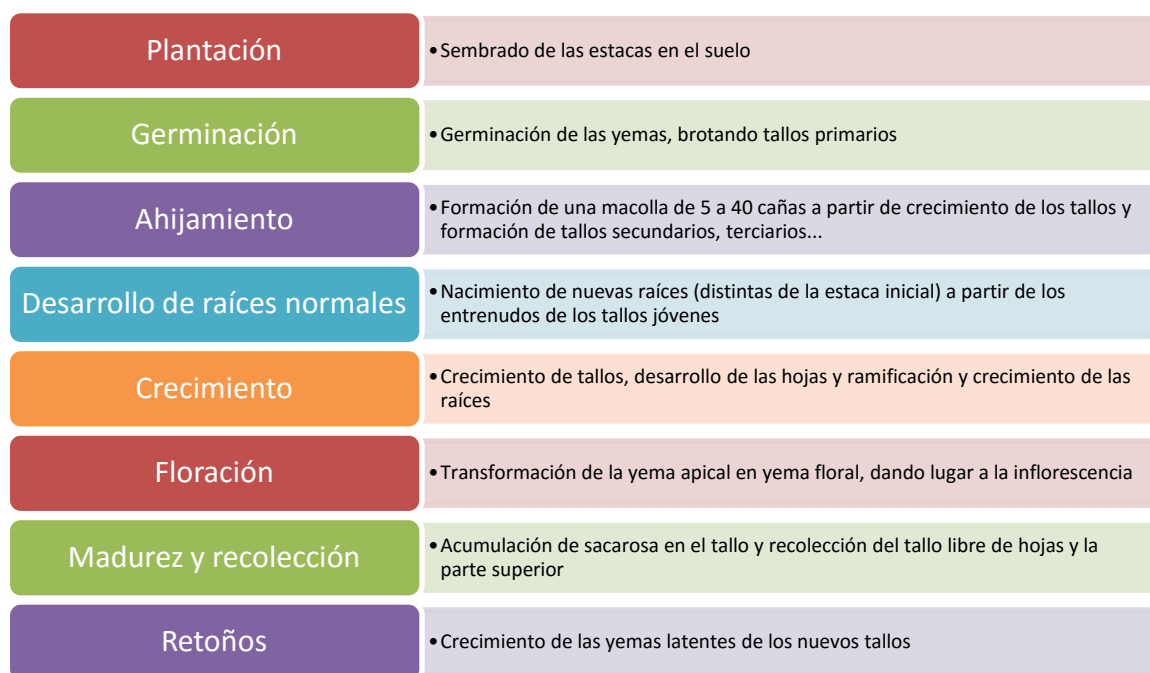 Plantación
•Sembrado de las estacas en el suelo
Germinación
•Germinación de las yemas, brotando tallos primarios
Ahijamiento
•Formación de una macolla de 5 a 40 cañas a partir de crecimiento de los tallos y
formación de tallos secundarios, terciarios...
Desarrollo de raíces normales
•Nacimiento de nuevas raíces (distintas de la estaca inicial) a partir de los
entrenudos de los tallos jóvenes
Crecimiento
•Crecimiento de tallos, desarrollo de las hojas y ramificación y crecimiento de las
raíces
Floración
•Transformación de la yema apical en yema floral, dando lugar a la inflorescencia
Madurez y recolección
•Acumulación de sacarosa en el tallo y recolección del tallo libre de hojas y la
parte superior
Retoños
•Crecimiento de las yemas latentes de los nuevos tallos